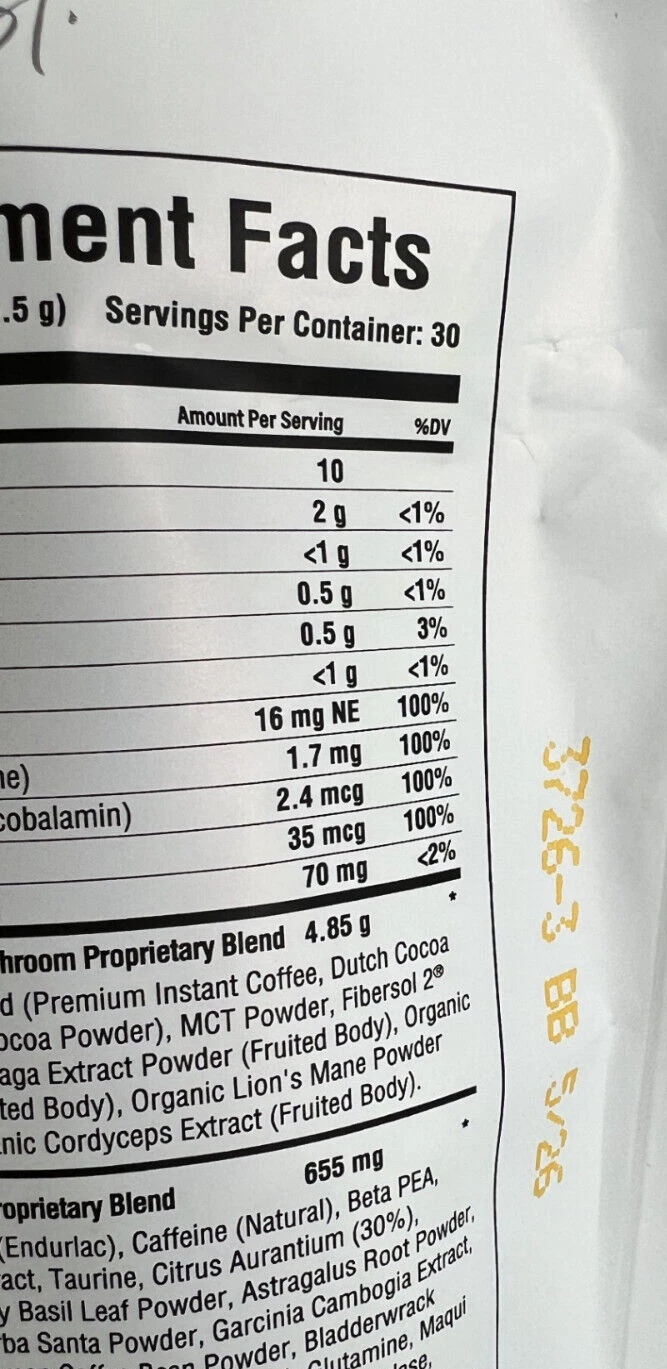 ment Facts
.5 g) Servings Per Container: 30
Amount Per Serving %DV
10
2 g <1%
<1 g <1%
0.5 g <1%
0.5 g 3%
<1 g <1%
16 mg NE 100%
ne) 1.7 mg 100%
cobalamin) 2.4 mcg 100%
35 mcg 100%
70 mg <2%
hroom Proprietary Blend 4.85 g *
d (Premium Instant Coffee, Dutch Cocoa
ocoa Powder), MCT Powder, Fibersol 2®
aga Extract Powder (Fruited Body), Organic
ted Body), Organic Lion's Mane Powder
nic Cordyceps Extract (Fruited Body).
roprietary Blend 655 mg *
(Endurlac), Caffeine (Natural), Beta PEA,
act, Taurine, Citrus Aurantium (30%),
y Basil Leaf Powder, Astragalus Root Powder,
ba Santa Powder, Garcinia Cambogia Extract,
Bean Powder, Bladderwrack
Glutamine, Maqui
ase,
3726-3 BB 5/26